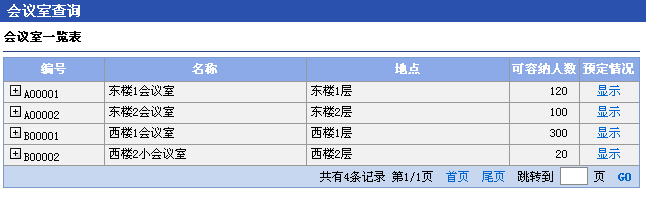 会议室查询
会议室一览表
编号 名称 地点 可容纳人数 预定情况
A00001 东楼1会议室 东楼1层 120 显示
A00002 东楼2会议室 东楼2层 100 显示
B00001 西楼1会议室 西楼1层 300 显示
B00002 西楼2小会议室 西楼2层 20 显示
共有4条记录 第1/1页 首页 尾页 跳转到 页 GO